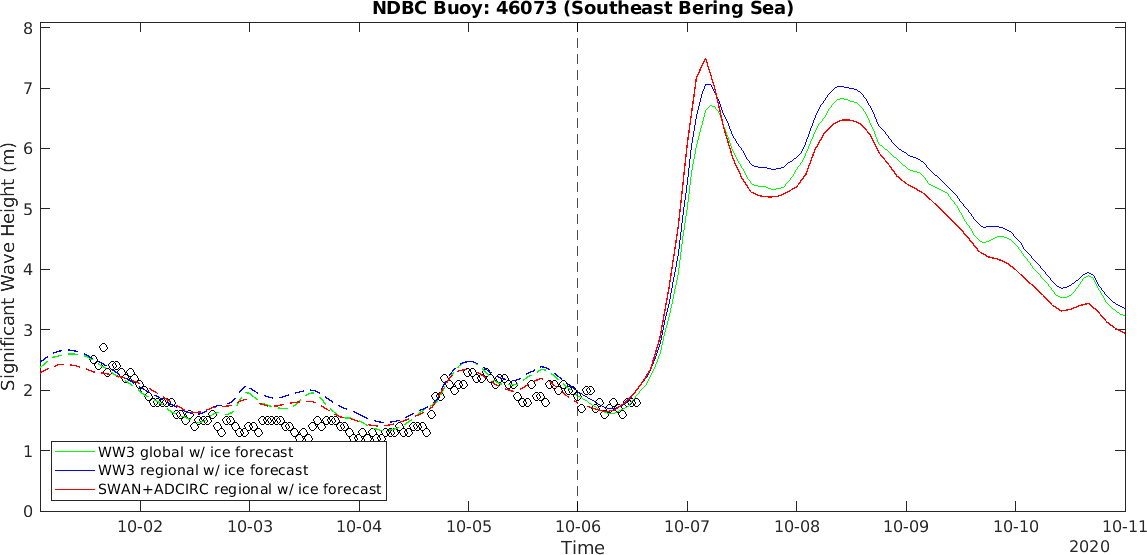 NDBC Buoy: 46073 (Southeast Bering Sea)
8
7
6
5
4
3
2
1
0
Significant Wave Height (m)
WW3 global w/ ice forecast
WW3 regional w/ ice forecast
SWAN+ADCIRC regional w/ ice forecast
10-02 10-03 10-04 10-05 10-06 10-07 10-08 10-09 10-10 10-11
Time
2020